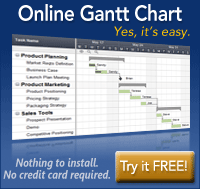 Online Gantt Chart
Yes, it's easy.
Task Name
Product Planning
Market Rqmts Definition
Business Case
Launch Plan Meeting
Product Marketing
Product Positioning
Pricing Strategy
Packaging Strategy
Sales Tools
Prospect Presentation
Demo
Competitive Positioning
Nothing to install.
No credit card required.
Try it FREE!